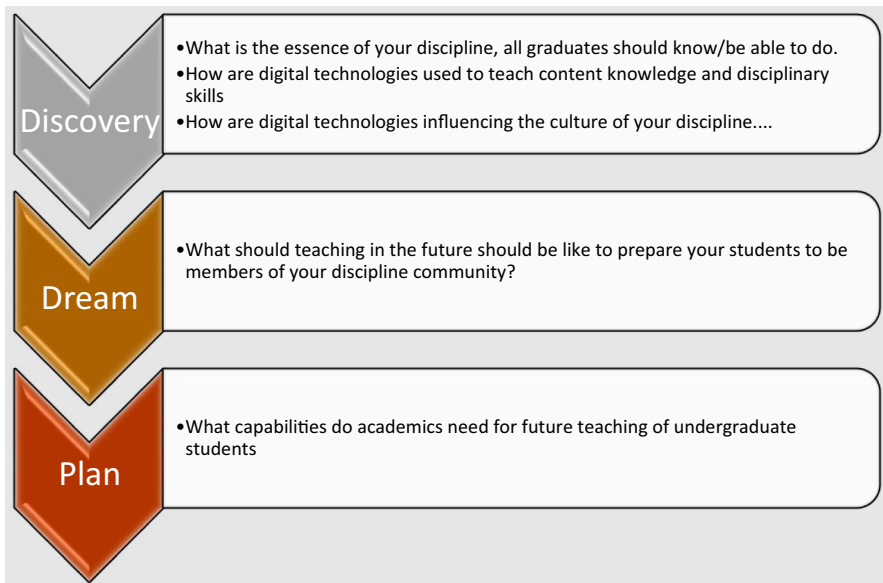 Discovery
•What is the essence of your discipline, all graduates should know/be able to do.
•How are digital technologies used to teach content knowledge and disciplinary
skills
•How are digital technologies influencing the culture of your discipline....
Dream
•What should teaching in the future should be like to prepare your students to be
members of your discipline community?
Plan
•What capabilities do academics need for future teaching of undergraduate
students